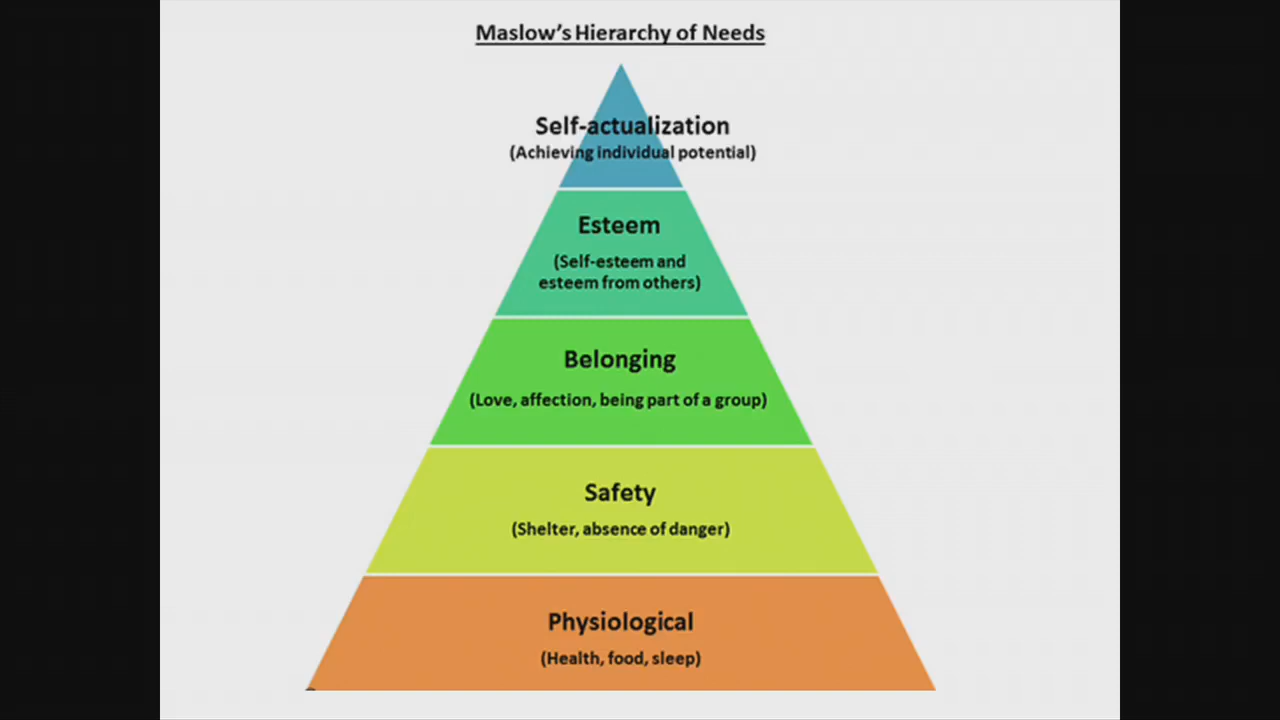 Maslow's Hierarchy of Needs
Self-actualization
(Achieving individual potential)
Esteem
(Self-esteem and
esteem from others)
Belonging
(Love, affection, being part of a group)
Safety
(Shelter, absence of danger)
Physiological
(Health, food, sleep)